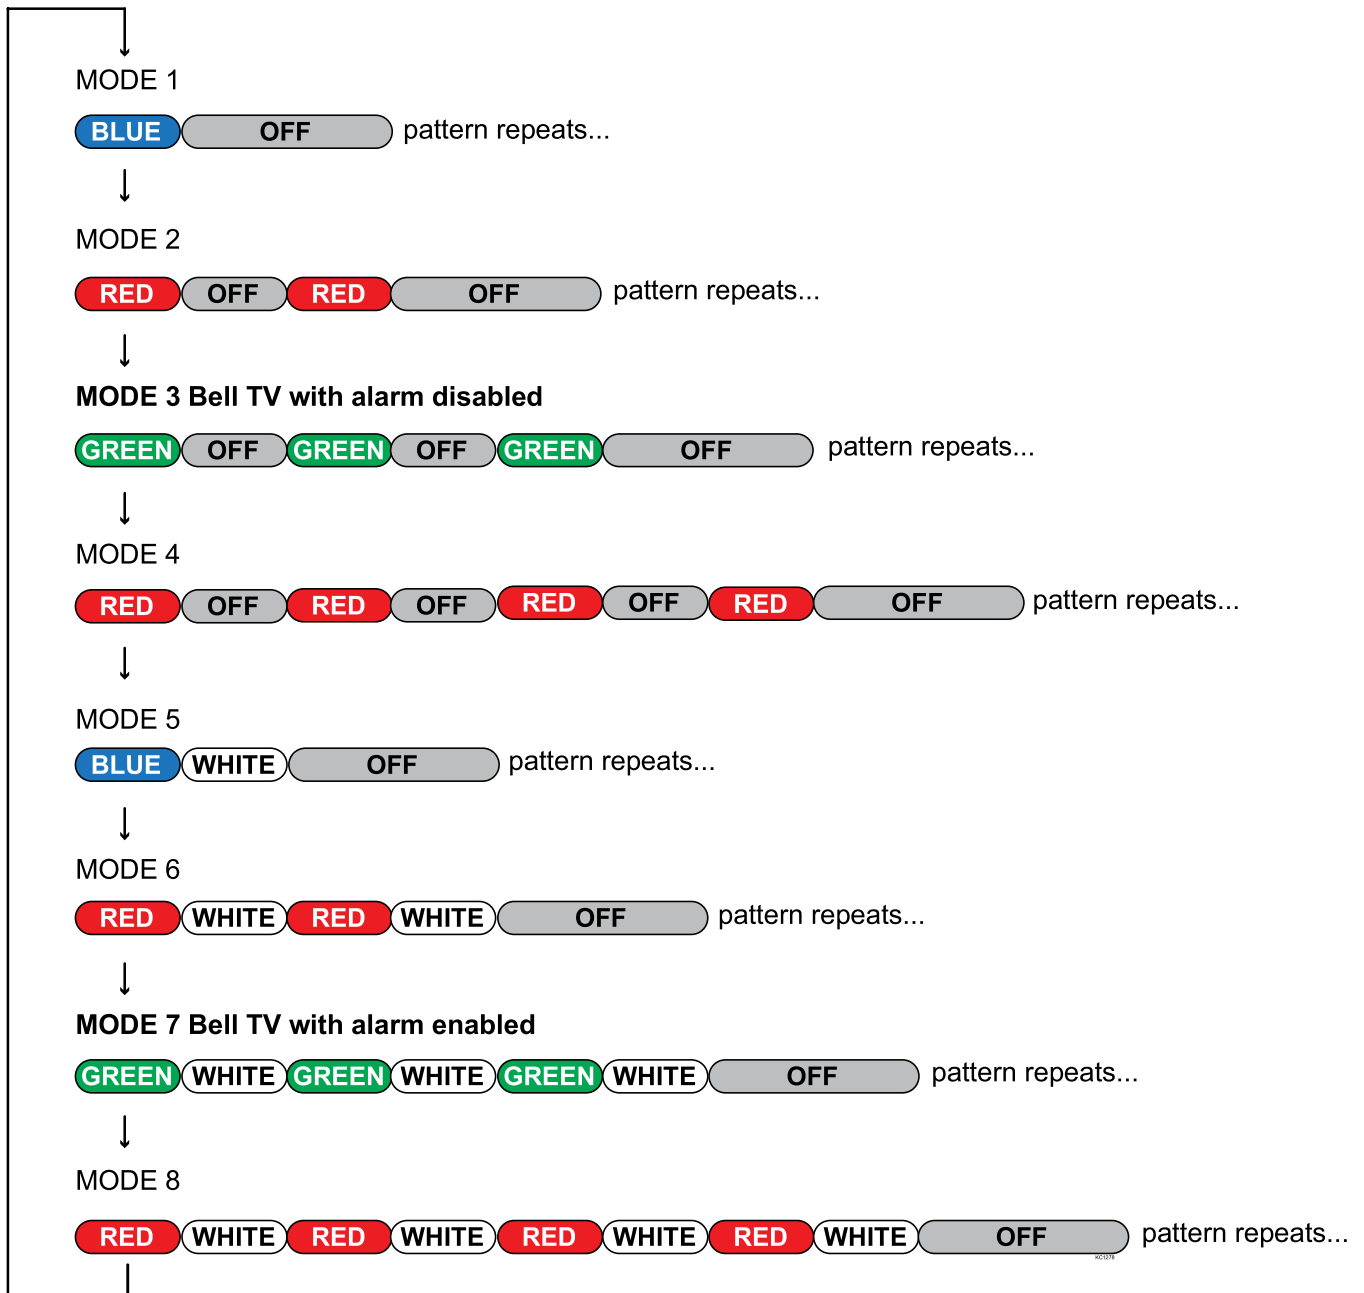 MODE 1
BLUE OFF pattern repeats...
MODE 2
RED OFF RED OFF pattern repeats...
MODE 3 Bell TV with alarm disabled
GREEN OFF GREEN OFF GREEN OFF pattern repeats...
MODE 4
RED OFF RED OFF RED OFF RED OFF pattern repeats...
MODE 5
BLUE WHITE OFF pattern repeats...
MODE 6
RED WHITE RED WHITE OFF pattern repeats...
MODE 7 Bell TV with alarm enabled
GREEN WHITE GREEN WHITE GREEN WHITE OFF pattern repeats...
MODE 8
RED WHITE RED WHITE RED WHITE RED WHITE OFF pattern repeats...
KC1278